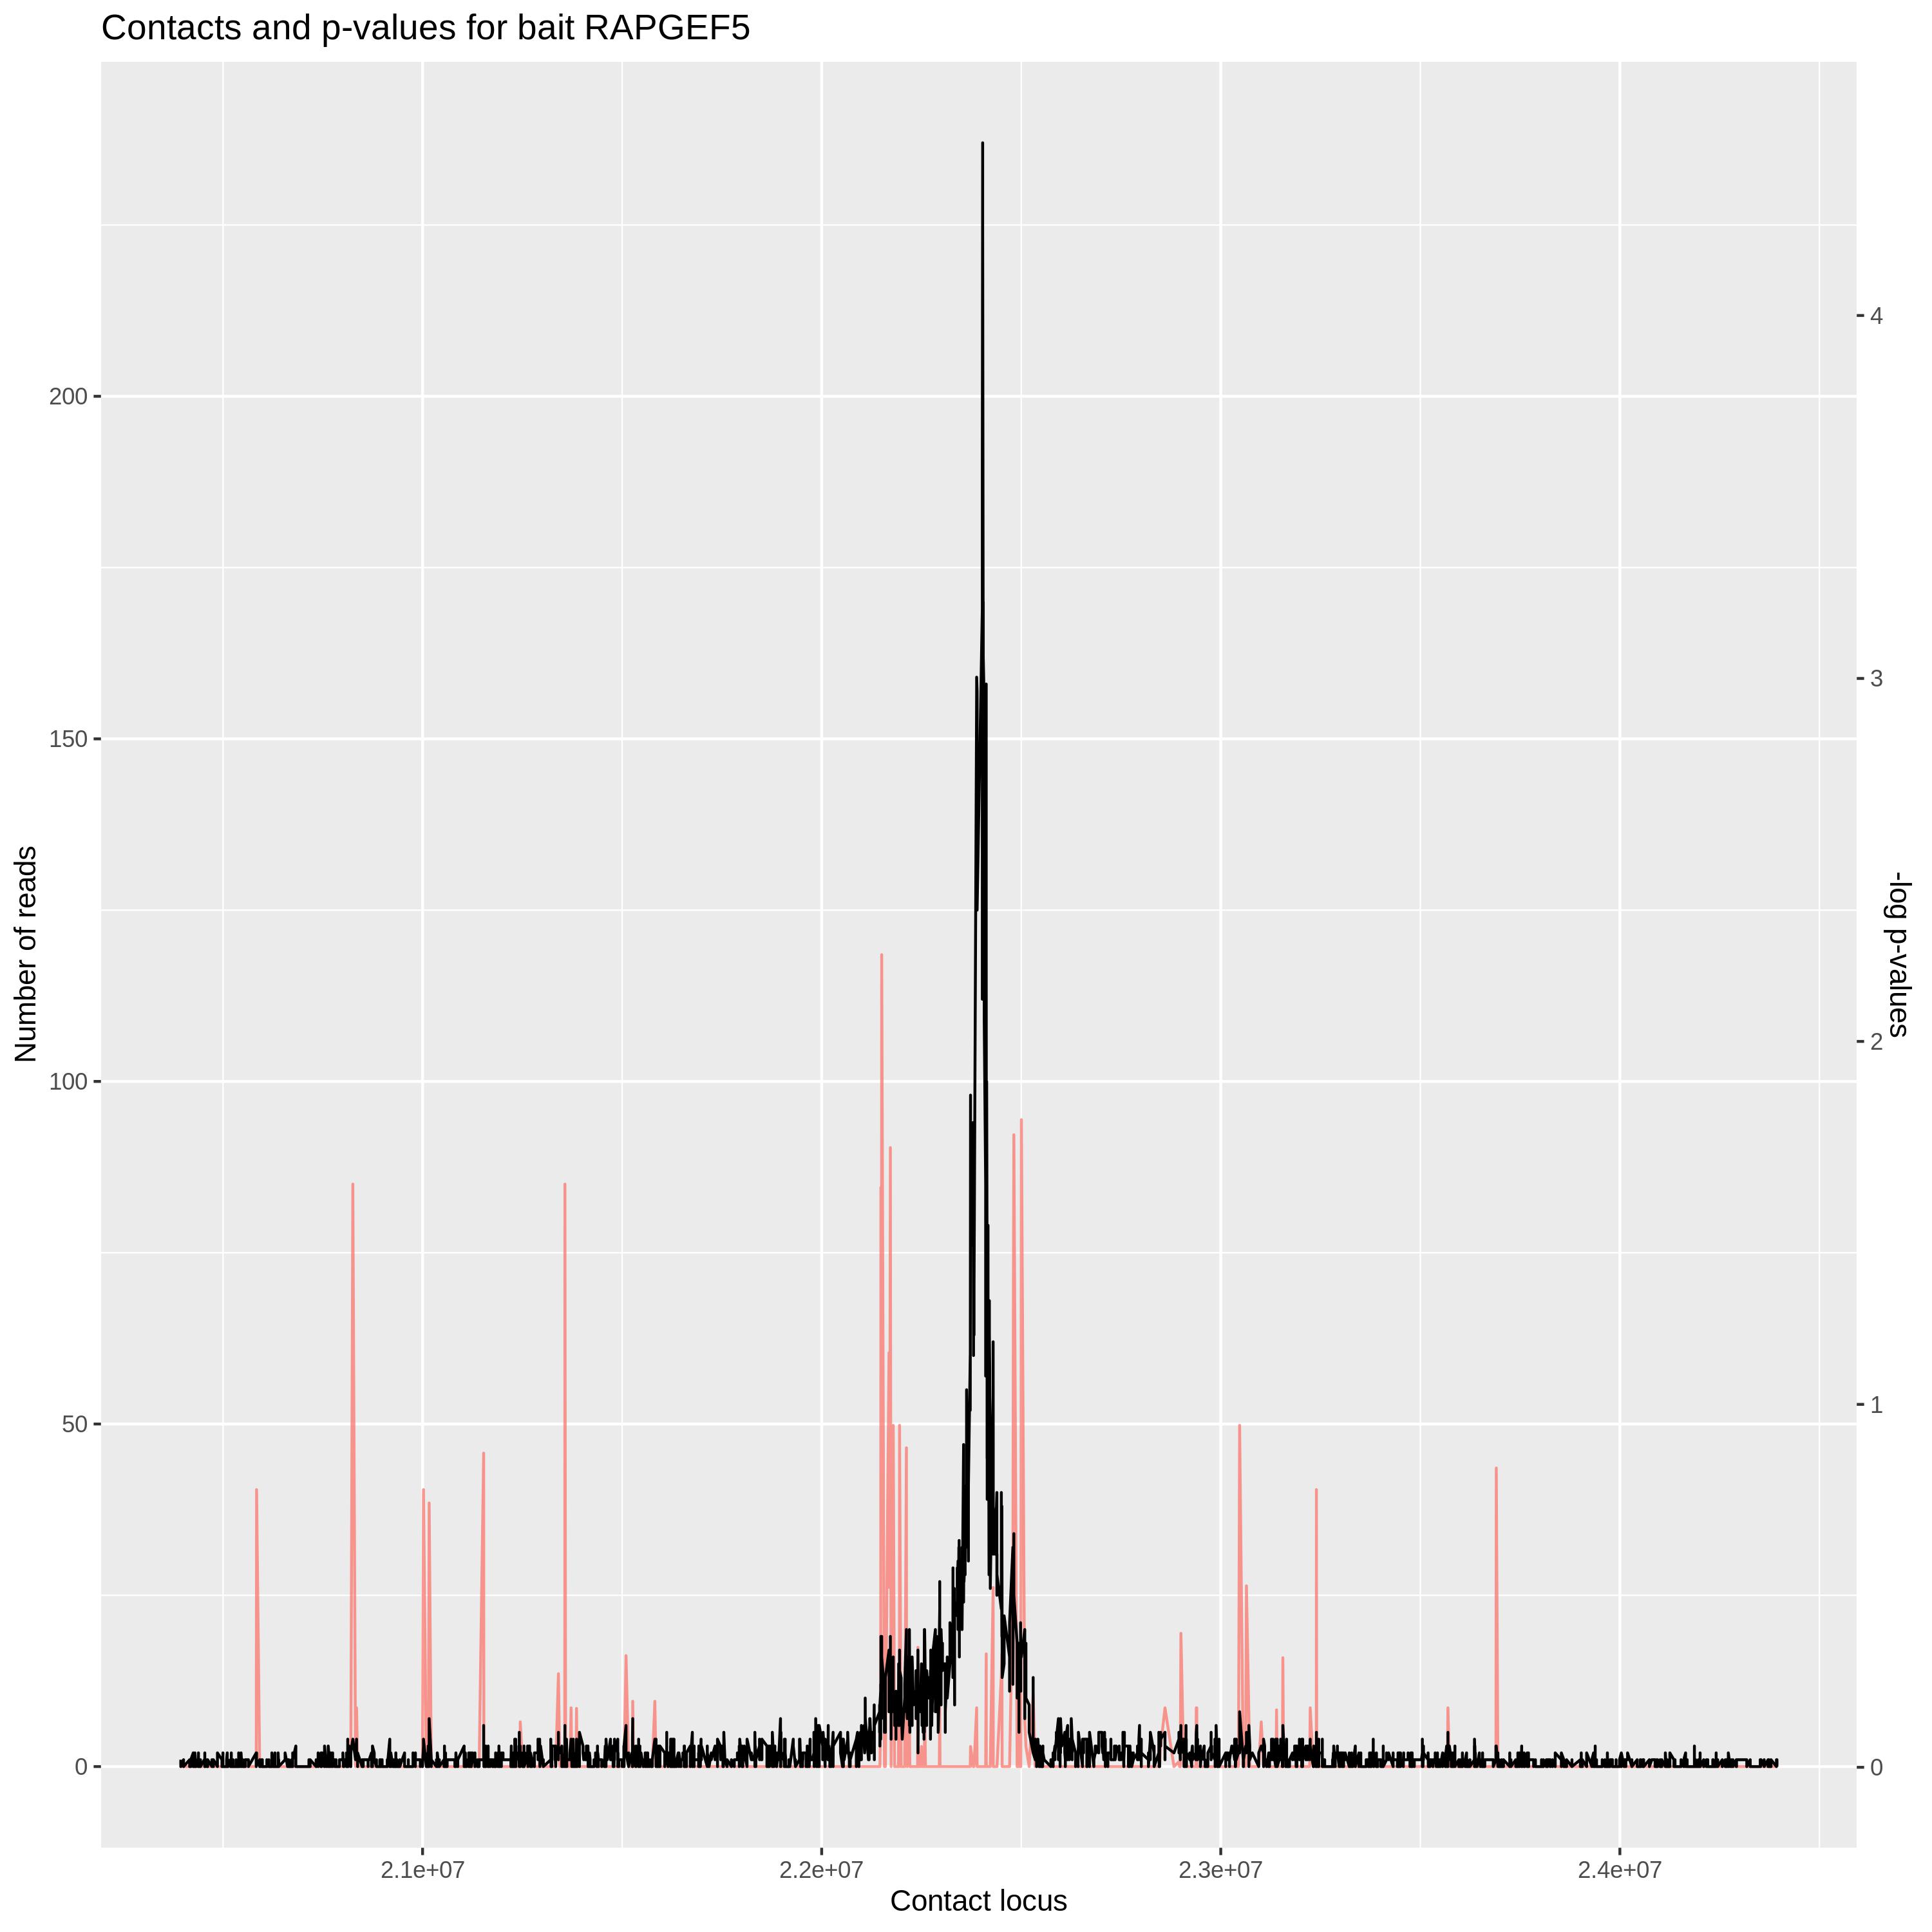 Contacts and p-values for bait RAPGEF5
Number of reads
200
150
100
50
0
4
3
2
1
0
-log p-values
2.1e+07
2.2e+07
2.3e+07
2.4e+07
Contact locus